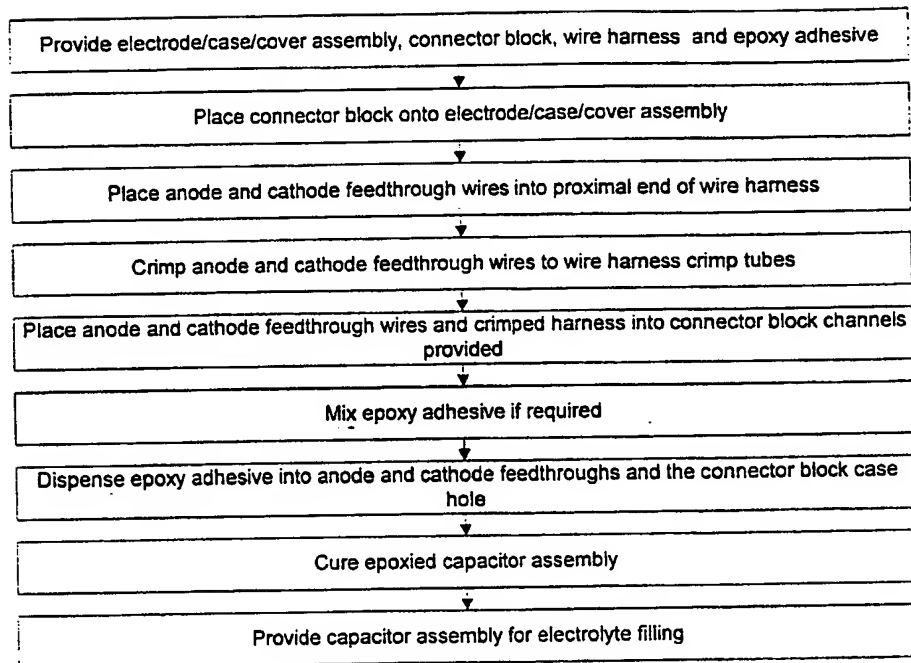 Provide electrode/case/cover assembly, connector block, wire harness and epoxy adhesive
Place connector block onto electrode/case/cover assembly
Place anode and cathode feedthrough wires into proximal end of wire harness
Crimp anode and cathode feedthrough wires to wire harness crimp tubes
Place anode and cathode feedthrough wires and crimped harness into connector block channels
provided
Mix epoxy adhesive if required
Dispense epoxy adhesive into anode and cathode feedthroughs and the connector block case
hole
Cure epoxied capacitor assembly
Provide capacitor assembly for electrolyte filling